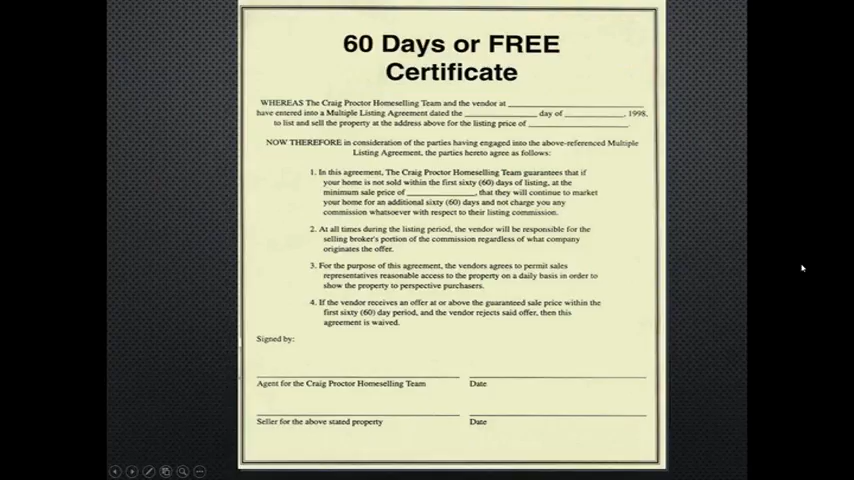 60 Days or FREE
Certificate
WHEREAS The Craig Proctor Homeselling Team and the vendor at
have entered into a Multiple Listing Agreement dated the day of , 1998,
to list and sell the property at the address above for the listing price of .
NOW THEREFORE in consideration of the parties having engaged into the above-referenced Multiple
Listing Agreement, the parties hereto agree as follows:
1. In this agreement, The Craig Proctor Homeselling Team guarantees that if
your home is not sold within the first sixty (60) days of listing, at the
minimum sale price of , that they will continue to market
your home for an additional sixty (60) days and not charge you any
commission whatsoever with respect to their listing commission.
2. At all times during the listing period, the vendor will be responsible for the
selling broker's portion of the commission regardless of what company
originates the offer.
3. For the purpose of this agreement, the vendors agrees to permit sales
representatives reasonable access to the property on a daily basis in order to
show the property to perspective purchasers.
4. If the vendor receives an offer at or above the guaranteed sale price within the
first sixty (60) day period, and the vendor rejects said offer, then this
agreement is waived.
Signed by:
Agent for the Craig Proctor Homeselling Team Date
Seller for the above stated property Date